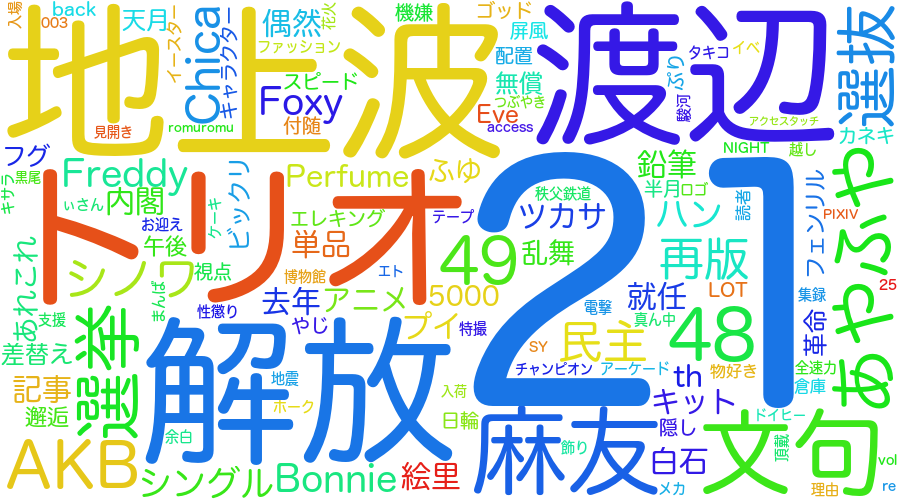 入場
003
back
天月
イースター
Chica
キャラクター
偶然
花火
ファッション
機嫌
ゴッド
屏風
配置
無償
スピード
Foxy
付随
つぶやき
Eve
access
見開き
romuromu
地上波
渡辺
タキコ
イベ
ぷり
駿河
アクセスタッチ
選抜
カネキ
NIGHT
越し
フグ
キサラ
黒尾
Freddy
ぃさん
内閣
お迎え
ケーキ
ビックリ
Perfume
ふゆ
エレキング
テープ
秩父鉄道
ツカサ
鉛筆
半月
ロゴ
ハン
読者
PIXIV
フェンリル
あやふや
トリオ
21
午後
単品
49
乱舞
再版
あれこれ
シノワ
視点
博物館
エト
まんぱ
性懲り
去年
アニメ
5000
やじ
プイ
特撮
電撃
就任
LOT
集録
25
支援
差替え
選挙
解放
民主
真ん中
48
革命
SY
チャンピオン
アーケード
物好き
全速力
倉庫
th
記事
邂逅
地震
ホーク
入荷
キット
ドイヒー
余白
日輪
麻友
隠し
文句
AKB
シングル
Bonnie
絵里
飾り
白石
メカ
頂戴
理由
vol
re